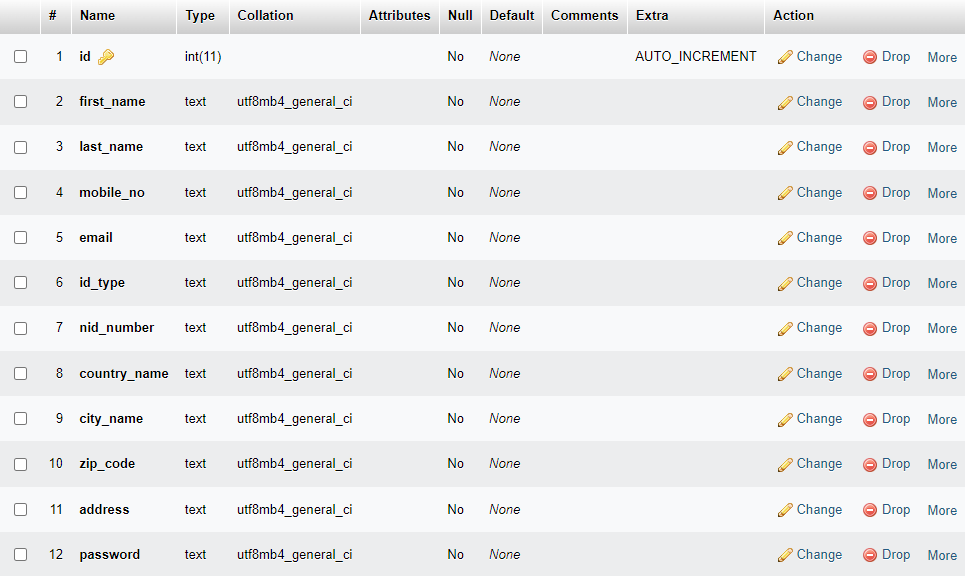 # Name Type Collation Attributes Null Default Comments Extra Action
1 id int(11) No None AUTO_INCREMENT Change Drop More
2 first_name text utf8mb4_general_ci No None Change Drop More
3 last_name text utf8mb4_general_ci No None Change Drop More
4 mobile_no text utf8mb4_general_ci No None Change Drop More
5 email text utf8mb4_general_ci No None Change Drop More
6 id_type text utf8mb4_general_ci No None Change Drop More
7 nid_number text utf8mb4_general_ci No None Change Drop More
8 country_name text utf8mb4_general_ci No None Change Drop More
9 city_name text utf8mb4_general_ci No None Change Drop More
10 zip_code text utf8mb4_general_ci No None Change Drop More
11 address text utf8mb4_general_ci No None Change Drop More
12 password text utf8mb4_general_ci No None Change Drop More